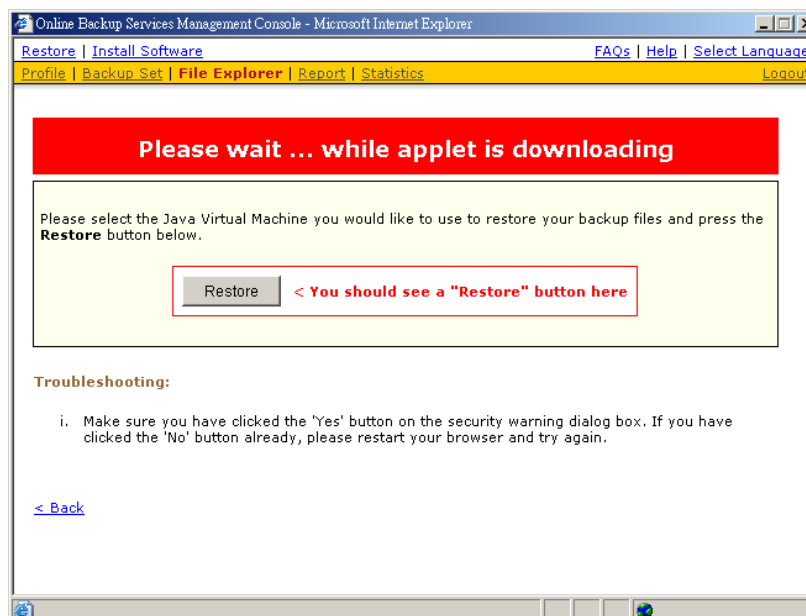 Online Backup Services Management Console - Microsoft Internet Explorer
Restore | Install Software FAQs | Help | Select Language
Profile | Backup Set | File Explorer | Report | Statistics Logout
Please wait ... while applet is downloading
Please select the Java Virtual Machine you would like to use to restore your backup files and press the
Restore button below.
Restore < You should see a "Restore" button here
Troubleshooting:
i. Make sure you have clicked the 'Yes' button on the security warning dialog box. If you have
clicked the 'No' button already, please restart your browser and try again.
< Back